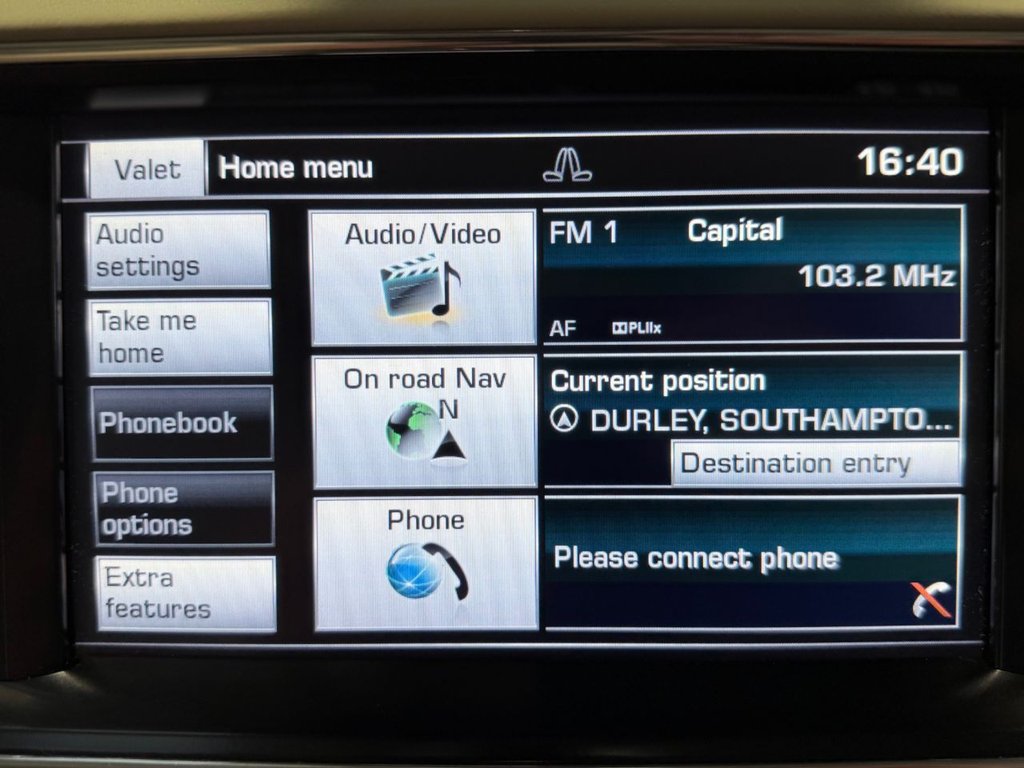 Valet
Home menu
16:40
Audio
settings
Take me
home
Phonebook
Phone
options
Extra
features
Audio/Video
On road Nav
N
Phone
FM 1 Capital
103.2 MHz
AF PLIIx
Current position
DURLEY, SOUTHAMPTO...
Destination entry
Please connect phone